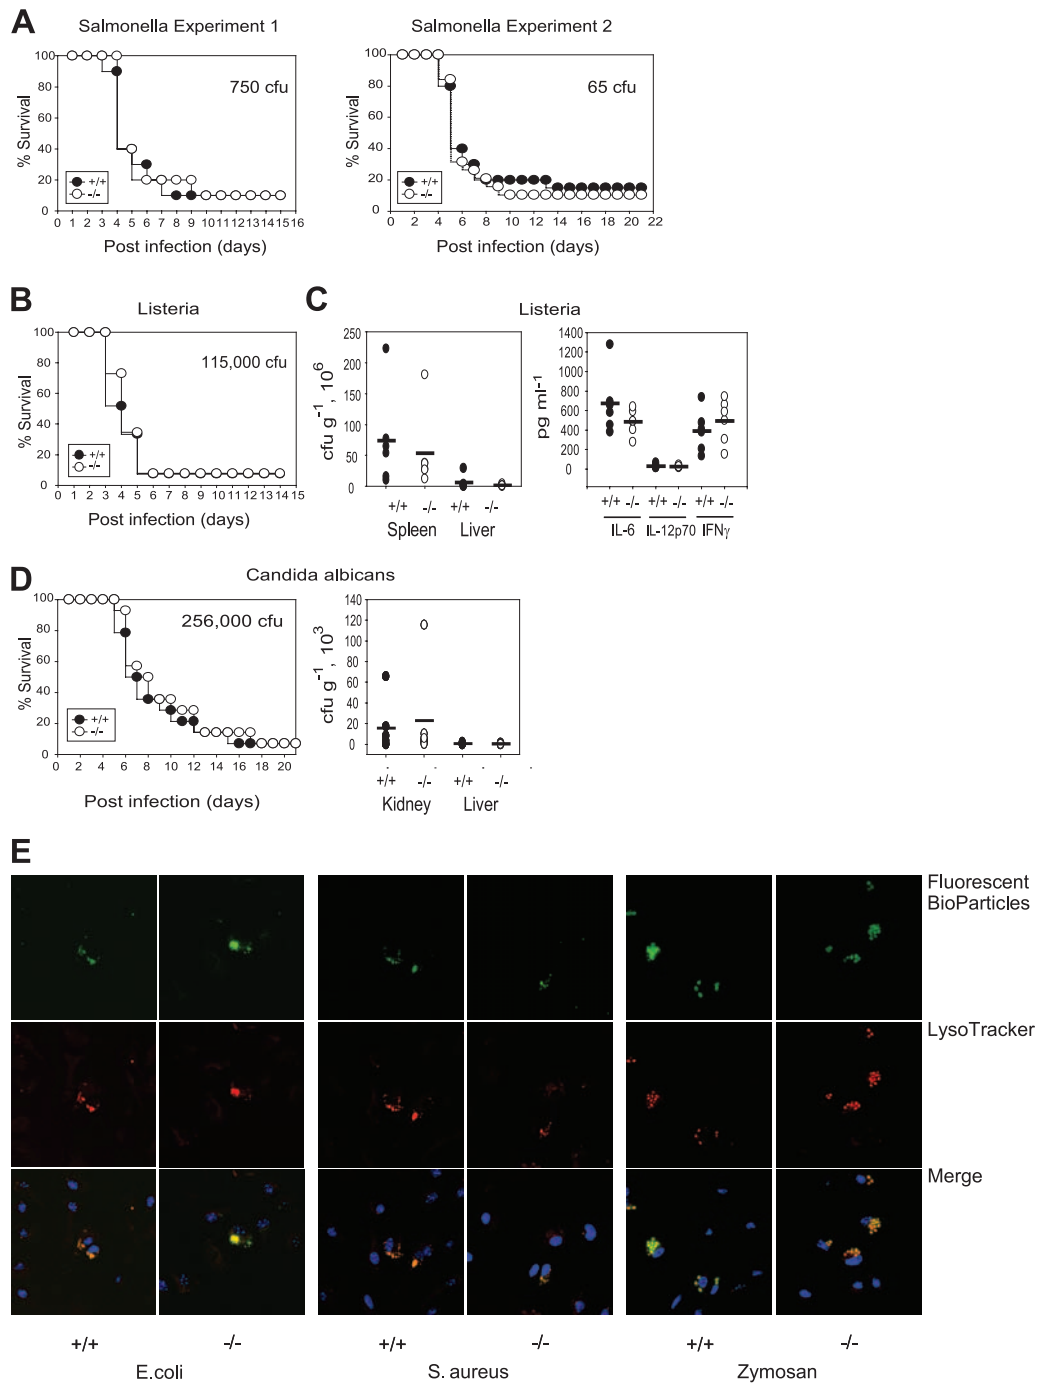 A
Salmonella Experiment 1
Salmonella Experiment 2
100
80
60
40
20
0
% Survival
750 cfu
+/+
-/-
0 1 2 3 4 5 6 7 8 9 10 11 12 13 14 15 16
Post infection (days)
100
80
60
40
20
0
% Survival
65 cfu
+/+
-/-
0 2 4 6 8 10 12 14 16 18 20 22
Post infection (days)
B
Listeria
100
80
60
40
20
0
% Survival
115,000 cfu
+/+
-/-
0 1 2 3 4 5 6 7 8 9 10 11 12 13 14 15
Post infection (days)
C
Listeria
250
200
150
100
50
0
cfu g⁻¹, 10⁶
+/+ -/- +/+ -/-
Spleen Liver
1400
1200
1000
800
600
400
200
0
pg ml⁻¹
+/+ -/- +/+ -/- +/+ -/-
IL-6 IL-12p70 IFNγ
D
Candida albicans
100
80
60
40
20
0
% Survival
256,000 cfu
+/+
-/-
0 2 4 6 8 10 12 14 16 18 20
Post infection (days)
140
120
100
80
60
40
20
0
cfu g⁻¹, 10³
+/+ -/- +/+ -/-
Kidney Liver
E
Fluorescent
BioParticles
LysoTracker
Merge
+/+ -/- +/+ -/- +/+ -/-
E.coli S. aureus Zymosan